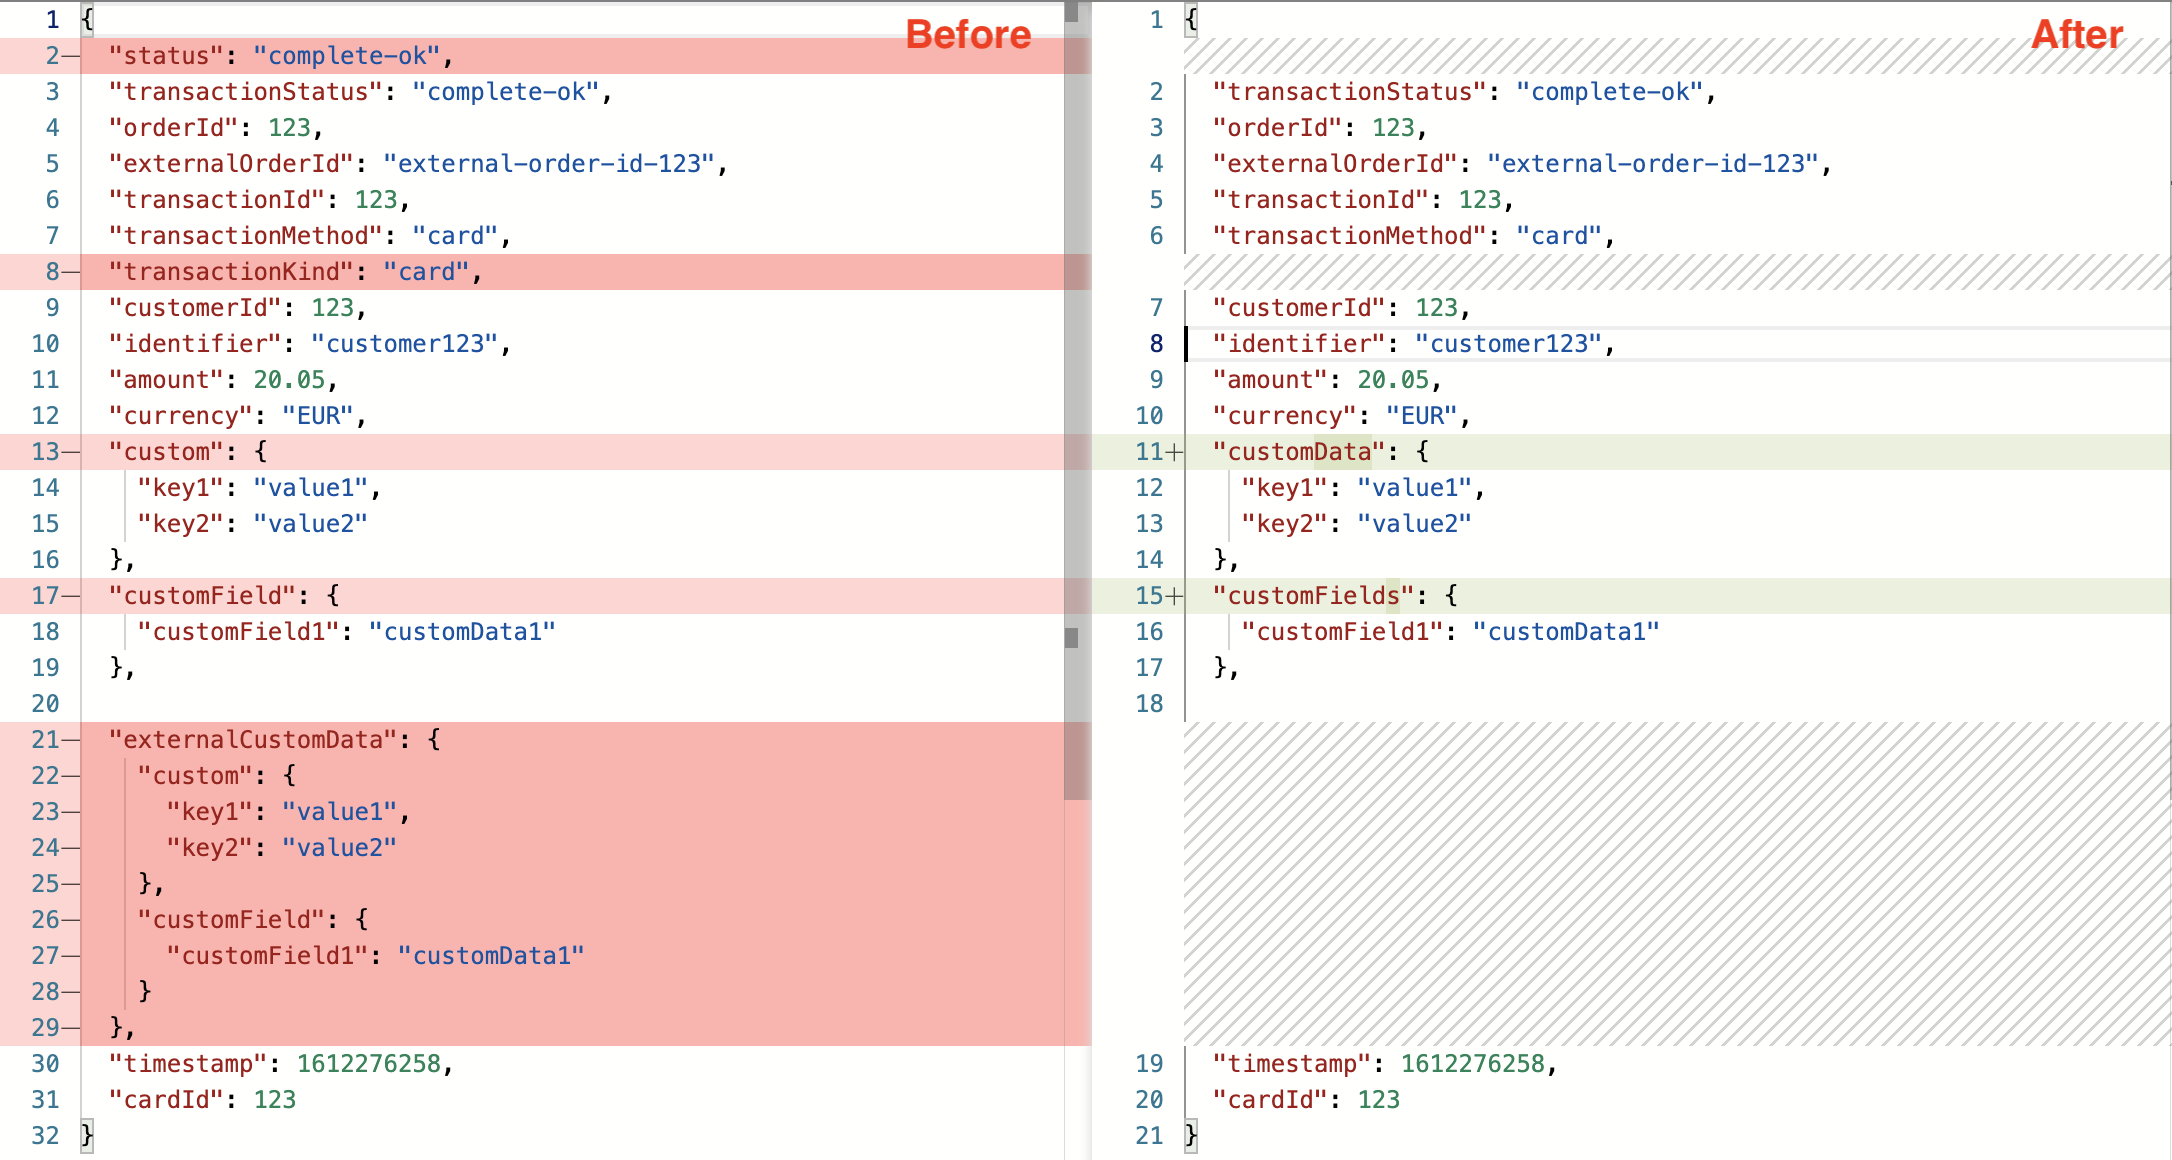 Before
1 {
2— "status": "complete-ok",
3 "transactionStatus": "complete-ok",
4 "orderId": 123,
5 "externalOrderId": "external-order-id-123",
6 "transactionId": 123,
7 "transactionMethod": "card",
8— "transactionKind": "card",
9 "customerId": 123,
10 "identifier": "customer123",
11 "amount": 20.05,
12 "currency": "EUR",
13— "custom": {
14 "key1": "value1",
15 "key2": "value2"
16 },
17— "customField": {
18 "customField1": "customData1"
19 },
20
21— "externalCustomData": {
22— "custom": {
23— "key1": "value1",
24— "key2": "value2"
25— },
26— "customField": {
27— "customField1": "customData1"
28— }
29— },
30 "timestamp": 1612276258,
31 "cardId": 123
32 }
After
1 {
2 "transactionStatus": "complete-ok",
3 "orderId": 123,
4 "externalOrderId": "external-order-id-123",
5 "transactionId": 123,
6 "transactionMethod": "card",
7 "customerId": 123,
8 "identifier": "customer123",
9 "amount": 20.05,
10 "currency": "EUR",
11+ "customData": {
12 "key1": "value1",
13 "key2": "value2"
14 },
15+ "customFields": {
16 "customField1": "customData1"
17 },
18
19 "timestamp": 1612276258,
20 "cardId": 123
21 }